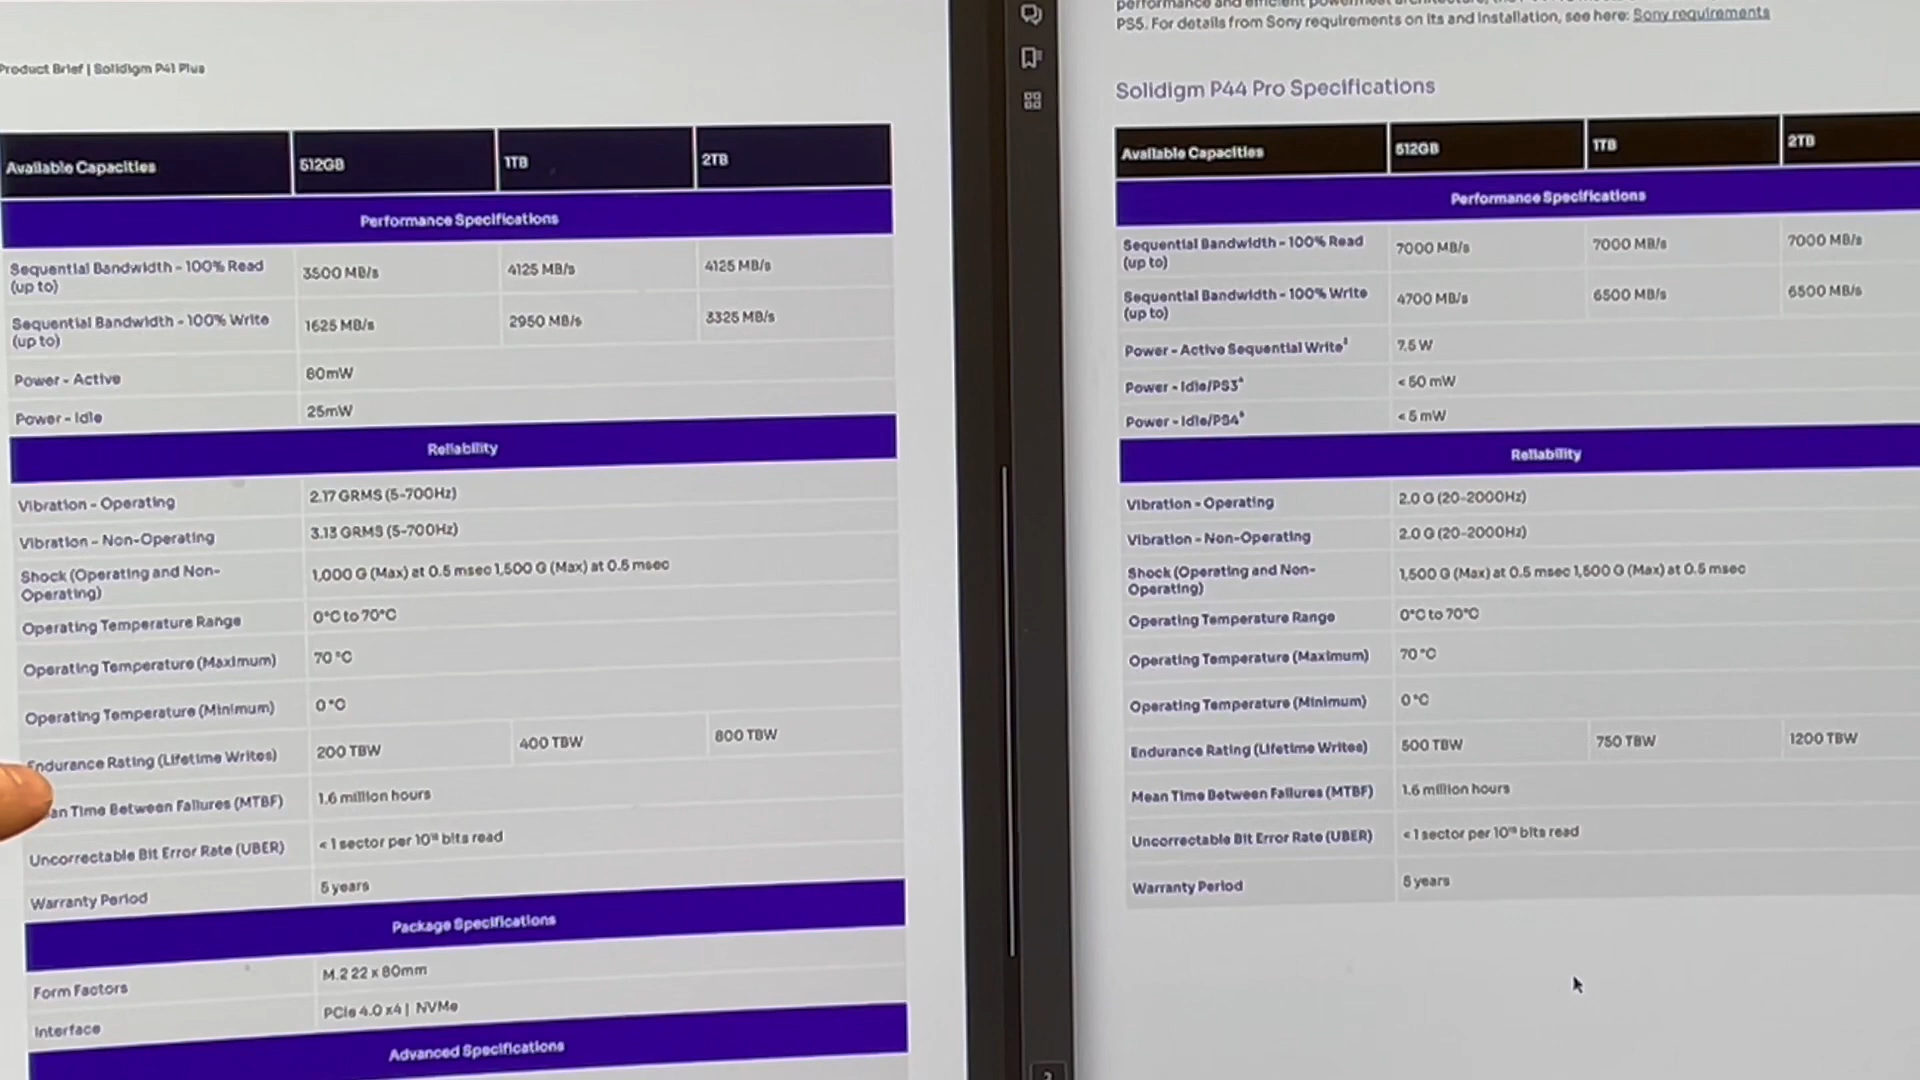 Product Brief | Solidigm P41 Plus
Available Capacities 512GB 1TB 2TB
Performance Specifications
Sequential Bandwidth - 100% Read 3500 MB/s 4125 MB/s 4125 MB/s
(up to)
Sequential Bandwidth - 100% Write 1625 MB/s 2950 MB/s 3325 MB/s
(up to)
Power - Active 80mW
Power - Idle 25mW
Reliability
Vibration - Operating 2.17 GRMS (5-700Hz)
Vibration - Non-Operating 3.13 GRMS (5-700Hz)
Shock (Operating and Non- 1,000 G (Max) at 0.5 msec 1,500 G (Max) at 0.5 msec
Operating)
Operating Temperature Range 0°C to 70°C
Operating Temperature (Maximum) 70 °C
Operating Temperature (Minimum) 0 °C
Endurance Rating (Lifetime Writes) 200 TBW 400 TBW 800 TBW
an Time Between Failures (MTBF) 1.6 million hours
Uncorrectable Bit Error Rate (UBER) < 1 sector per bits read
Warranty Period 5 years
Package Specifications
Form Factors M.2 22 x 80mm
Interface PCIe 4.0 x4 | NVMe
Advanced Specifications
performance and efficient
PS5. For details from Sony requirements on its and installation, see here: Sony requirements
Solidigm P44 Pro Specifications
Available Capacities 512GB 1TB 2TB
Performance Specifications
Sequential Bandwidth - 100% Read 7000 MB/s 7000 MB/s 7000 MB/s
(up to)
Sequential Bandwidth - 100% Write 4700 MB/s 6500 MB/s 6500 MB/s
(up to)
Power - Active Sequential Write 7.5 W
Power - Idle/PS3 < 50 mW
Power - Idle/PS4 < 5 mW
Reliability
Vibration - Operating 2.0 G (20-2000Hz)
Vibration - Non-Operating 2.0 G (20-2000Hz)
Shock (Operating and Non- 1,500 G (Max) at 0.5 msec 1,500 G (Max) at 0.5 msec
Operating)
Operating Temperature Range 0°C to 70°C
Operating Temperature (Maximum) 70 °C
Operating Temperature (Minimum) 0 °C
Endurance Rating (Lifetime Writes) 500 TBW 750 TBW 1200 TBW
Mean Time Between Failures (MTBF) 1.6 million hours
Uncorrectable Bit Error Rate (UBER) < 1 sector per bits read
Warranty Period 5 years